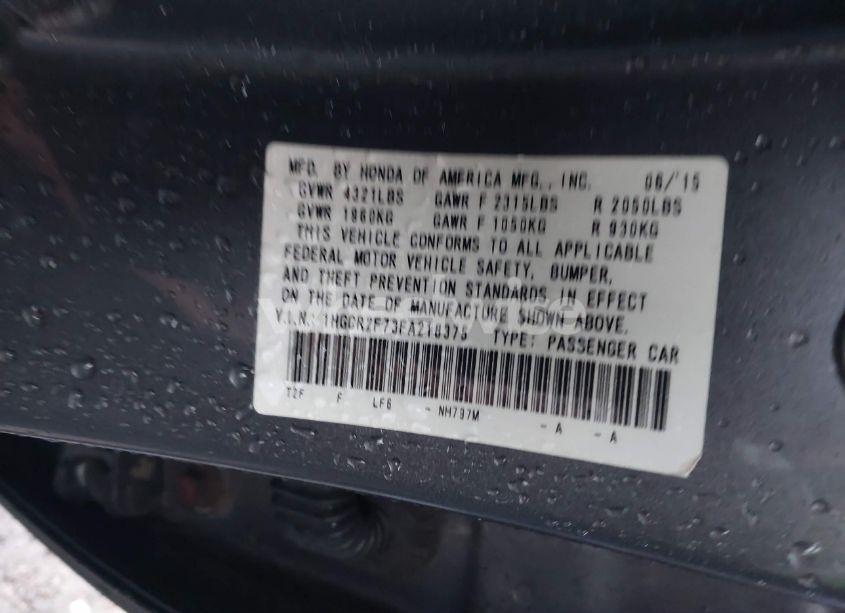 MFD. BY HONDA OF AMERICA MFG., INC. 06/'15
GVWR 4321LBS GAWR F 2315LBS R 2050LBS
GVWR 1960KG GAWR F 1050KG R 930KG
THIS VEHICLE CONFORMS TO ALL APPLICABLE
FEDERAL MOTOR VEHICLE SAFETY, BUMPER,
AND THEFT PREVENTION STANDARDS IN EFFECT
ON THE DATE OF MANUFACTURE SHOWN ABOVE.
V.I.N.: 1HGCR2F73FA218375 TYPE: PASSENGER CAR
T2F F LF6 - NH797M - A - A